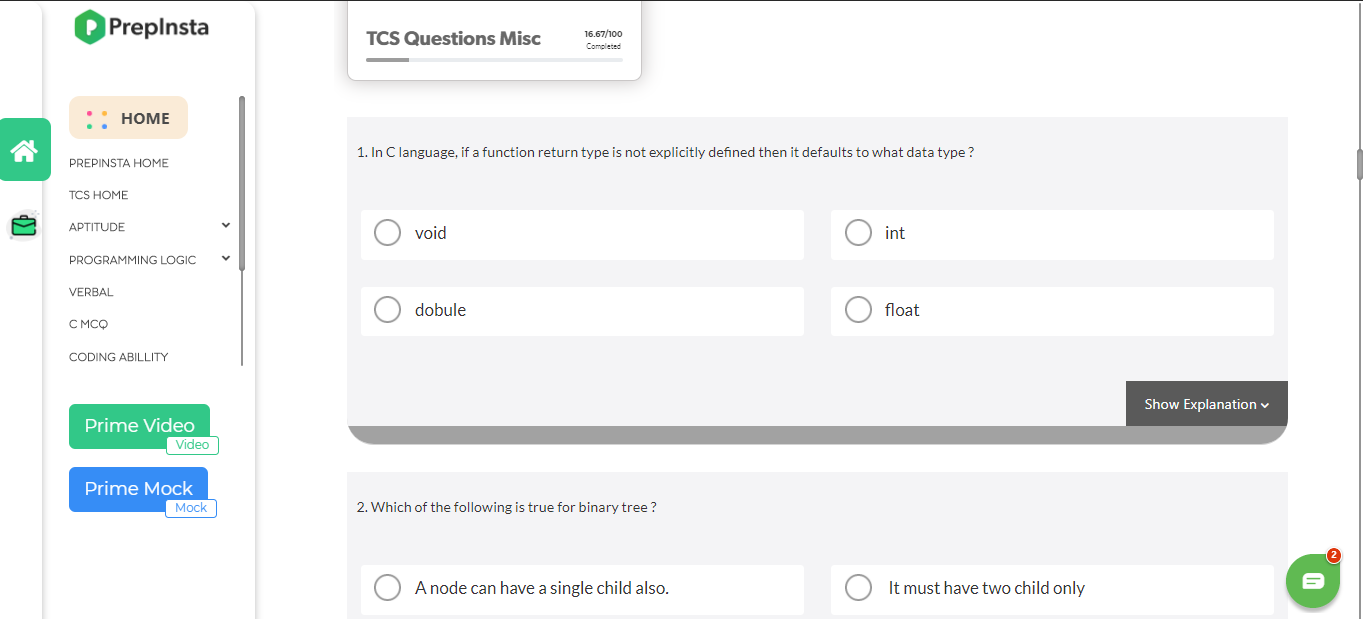 PrepInsta
HOME
PREPINSTA HOME
TCS HOME
APTITUDE
PROGRAMMING LOGIC
VERBAL
C MCQ
CODING ABILLITY
Prime Video
Video
Prime Mock
Mock
TCS Questions Misc
16.67/100
Completed
1. In C language, if a function return type is not explicitly defined then it defaults to what data type ?
void
int
dobule
float
Show Explanation
2. Which of the following is true for binary tree ?
A node can have a single child also.
It must have two child only
2